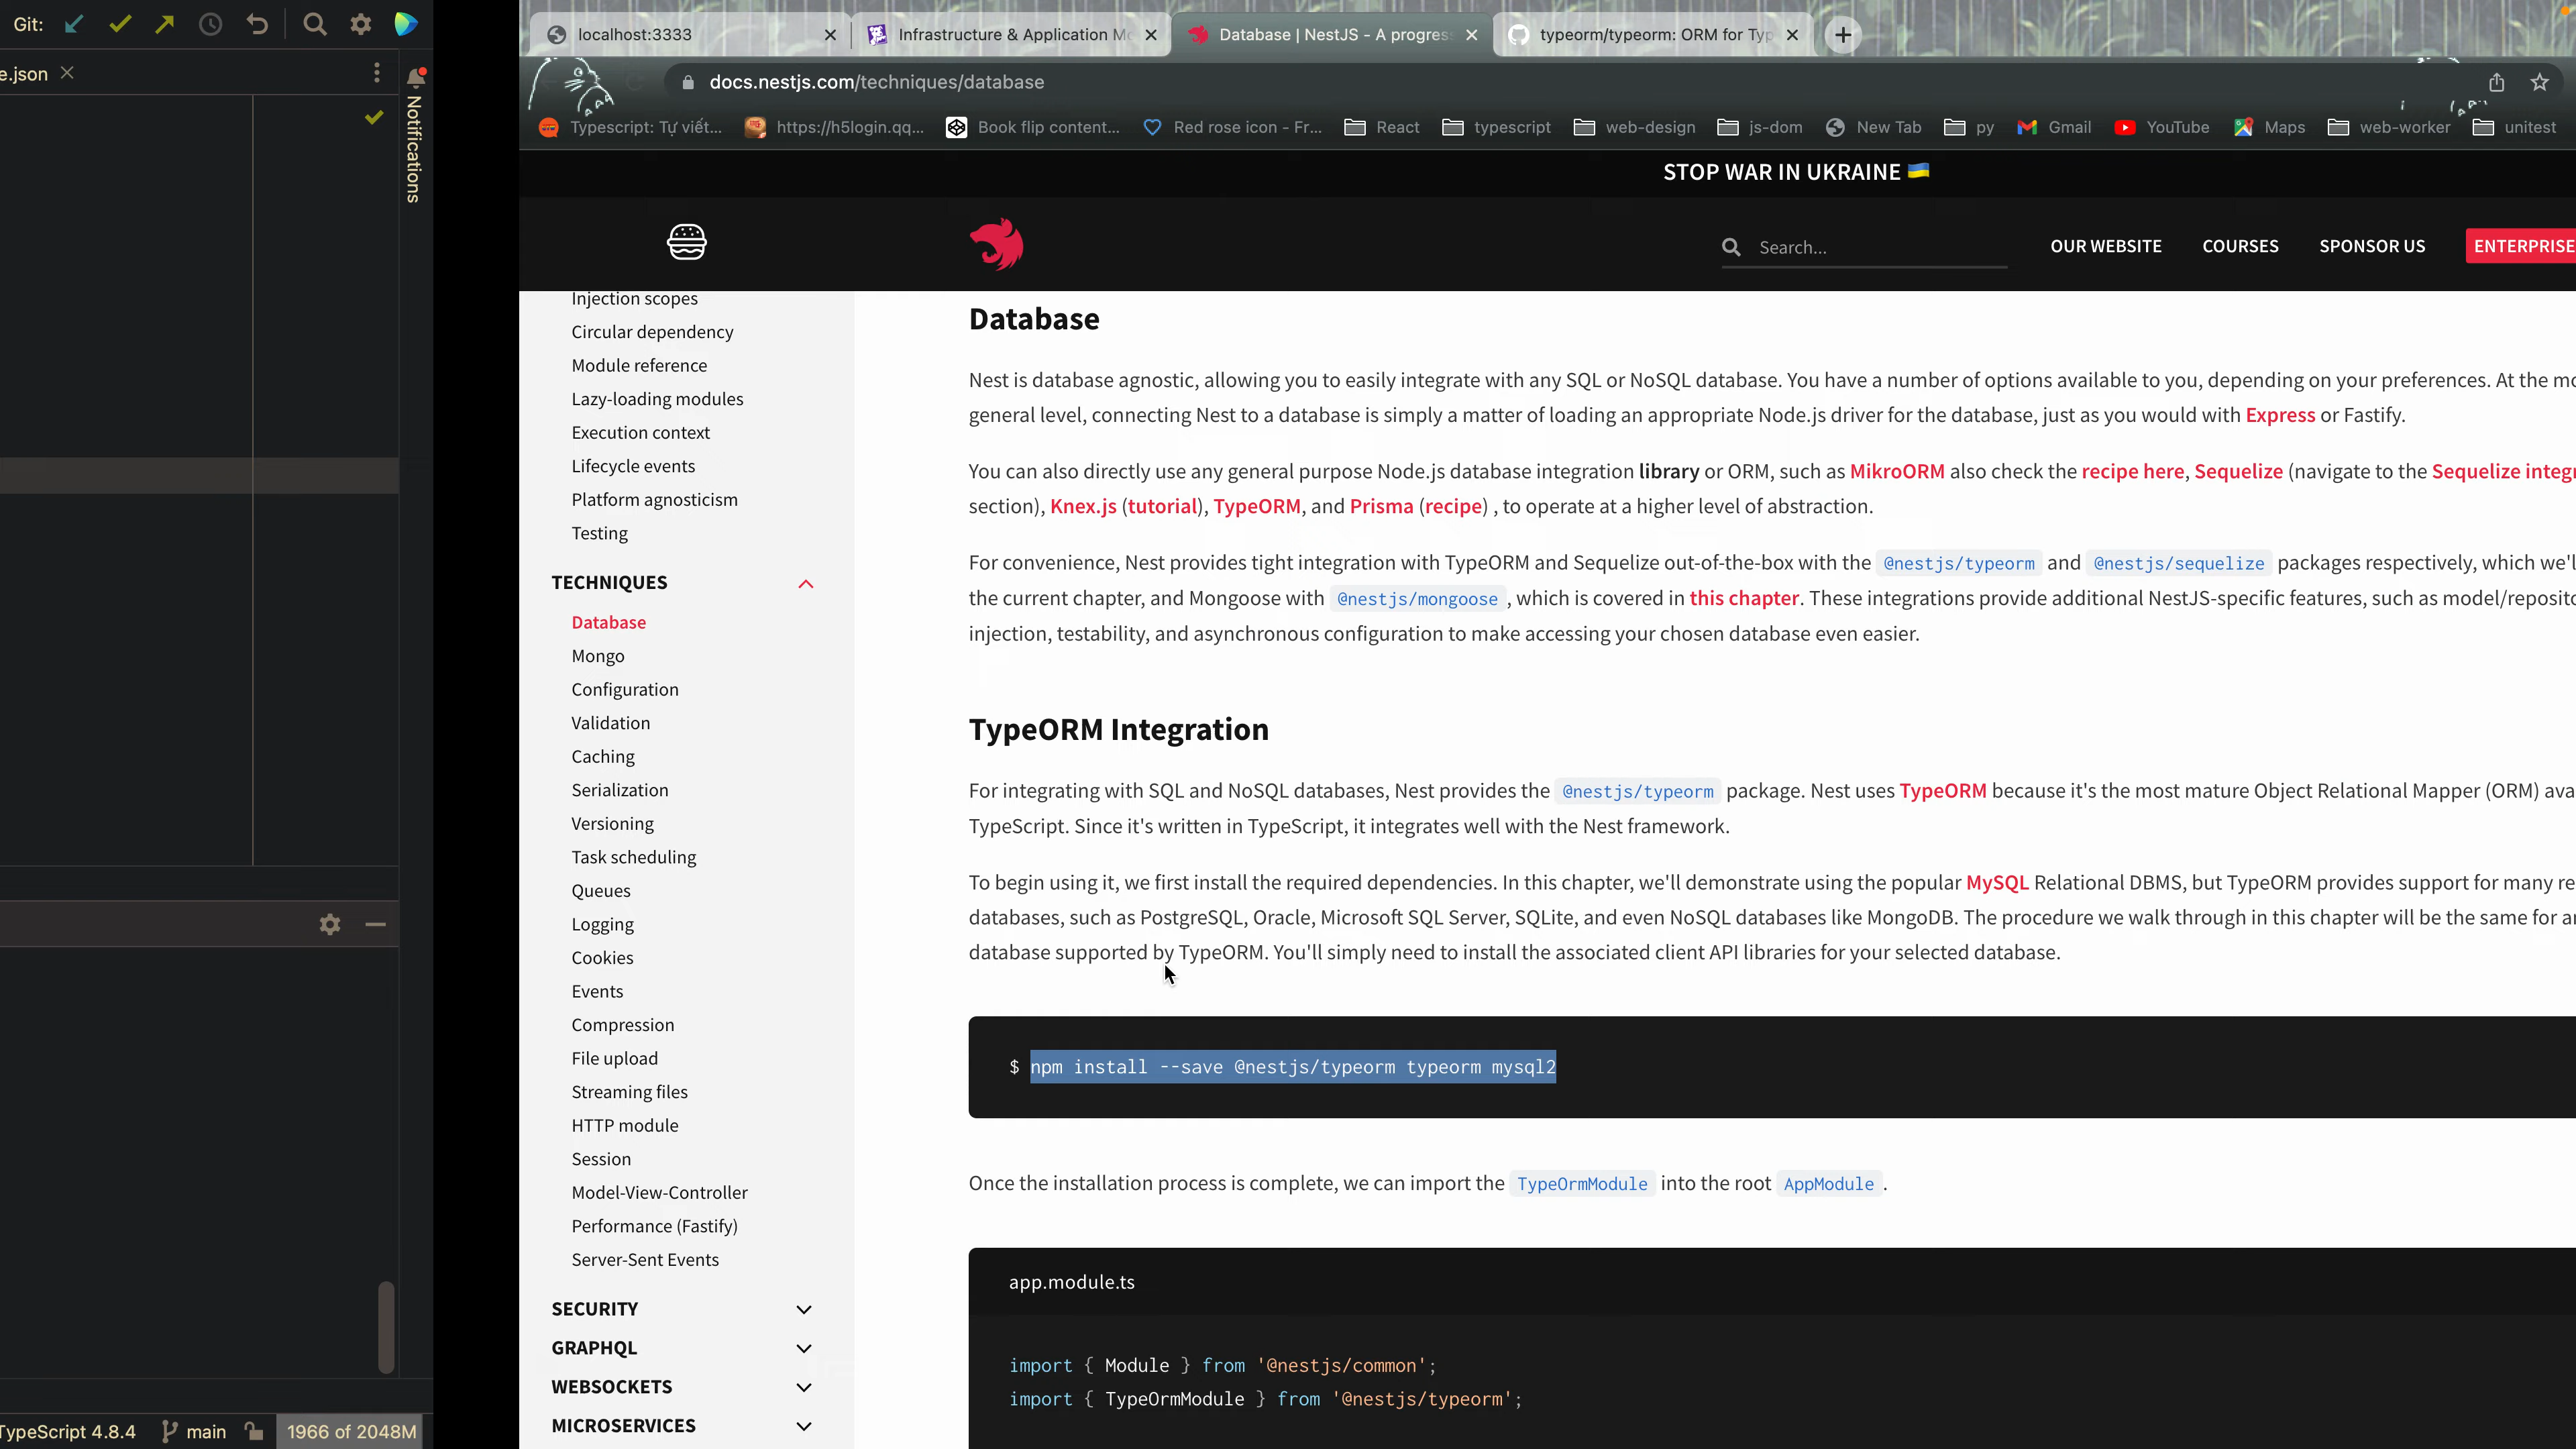 Git:
e.json
Notifications
TypeScript 4.8.4
main
1966 of 2048M
localhost:3333
Infrastructure & Application Mo
Database | NestJS - A progres
typeorm/typeorm: ORM for Typ
docs.nestjs.com/techniques/database
Typescript: Tự viết...
https://h5login.qq...
Book flip content...
Red rose icon - Fr...
React
typescript
web-design
js-dom
New Tab
py
Gmail
YouTube
Maps
web-worker
unitest
STOP WAR IN UKRAINE 🇺🇦
Search...
OUR WEBSITE
COURSES
SPONSOR US
ENTERPRISE
Injection scopes
Circular dependency
Module reference
Lazy-loading modules
Execution context
Lifecycle events
Platform agnosticism
Testing
TECHNIQUES
Database
Mongo
Configuration
Validation
Caching
Serialization
Versioning
Task scheduling
Queues
Logging
Cookies
Events
Compression
File upload
Streaming files
HTTP module
Session
Model-View-Controller
Performance (Fastify)
Server-Sent Events
SECURITY
GRAPHQL
WEBSOCKETS
MICROSERVICES
Database
Nest is database agnostic, allowing you to easily integrate with any SQL or NoSQL database. You have a number of options available to you, depending on your preferences. At the mo
general level, connecting Nest to a database is simply a matter of loading an appropriate Node.js driver for the database, just as you would with Express or Fastify.
You can also directly use any general purpose Node.js database integration library or ORM, such as MikroORM also check the recipe here, Sequelize (navigate to the Sequelize integr
section), Knex.js (tutorial), TypeORM, and Prisma (recipe) , to operate at a higher level of abstraction.
For convenience, Nest provides tight integration with TypeORM and Sequelize out-of-the-box with the @nestjs/typeorm and @nestjs/sequelize packages respectively, which we'l
the current chapter, and Mongoose with @nestjs/mongoose, which is covered in this chapter. These integrations provide additional NestJS-specific features, such as model/reposito
injection, testability, and asynchronous configuration to make accessing your chosen database even easier.
TypeORM Integration
For integrating with SQL and NoSQL databases, Nest provides the @nestjs/typeorm package. Nest uses TypeORM because it's the most mature Object Relational Mapper (ORM) ava
TypeScript. Since it's written in TypeScript, it integrates well with the Nest framework.
To begin using it, we first install the required dependencies. In this chapter, we'll demonstrate using the popular MySQL Relational DBMS, but TypeORM provides support for many re
databases, such as PostgreSQL, Oracle, Microsoft SQL Server, SQLite, and even NoSQL databases like MongoDB. The procedure we walk through in this chapter will be the same for an
database supported by TypeORM. You'll simply need to install the associated client API libraries for your selected database.
$ npm install --save @nestjs/typeorm typeorm mysql2
Once the installation process is complete, we can import the TypeOrmModule into the root AppModule.
app.module.ts
import { Module } from '@nestjs/common';
import { TypeOrmModule } from '@nestjs/typeorm';